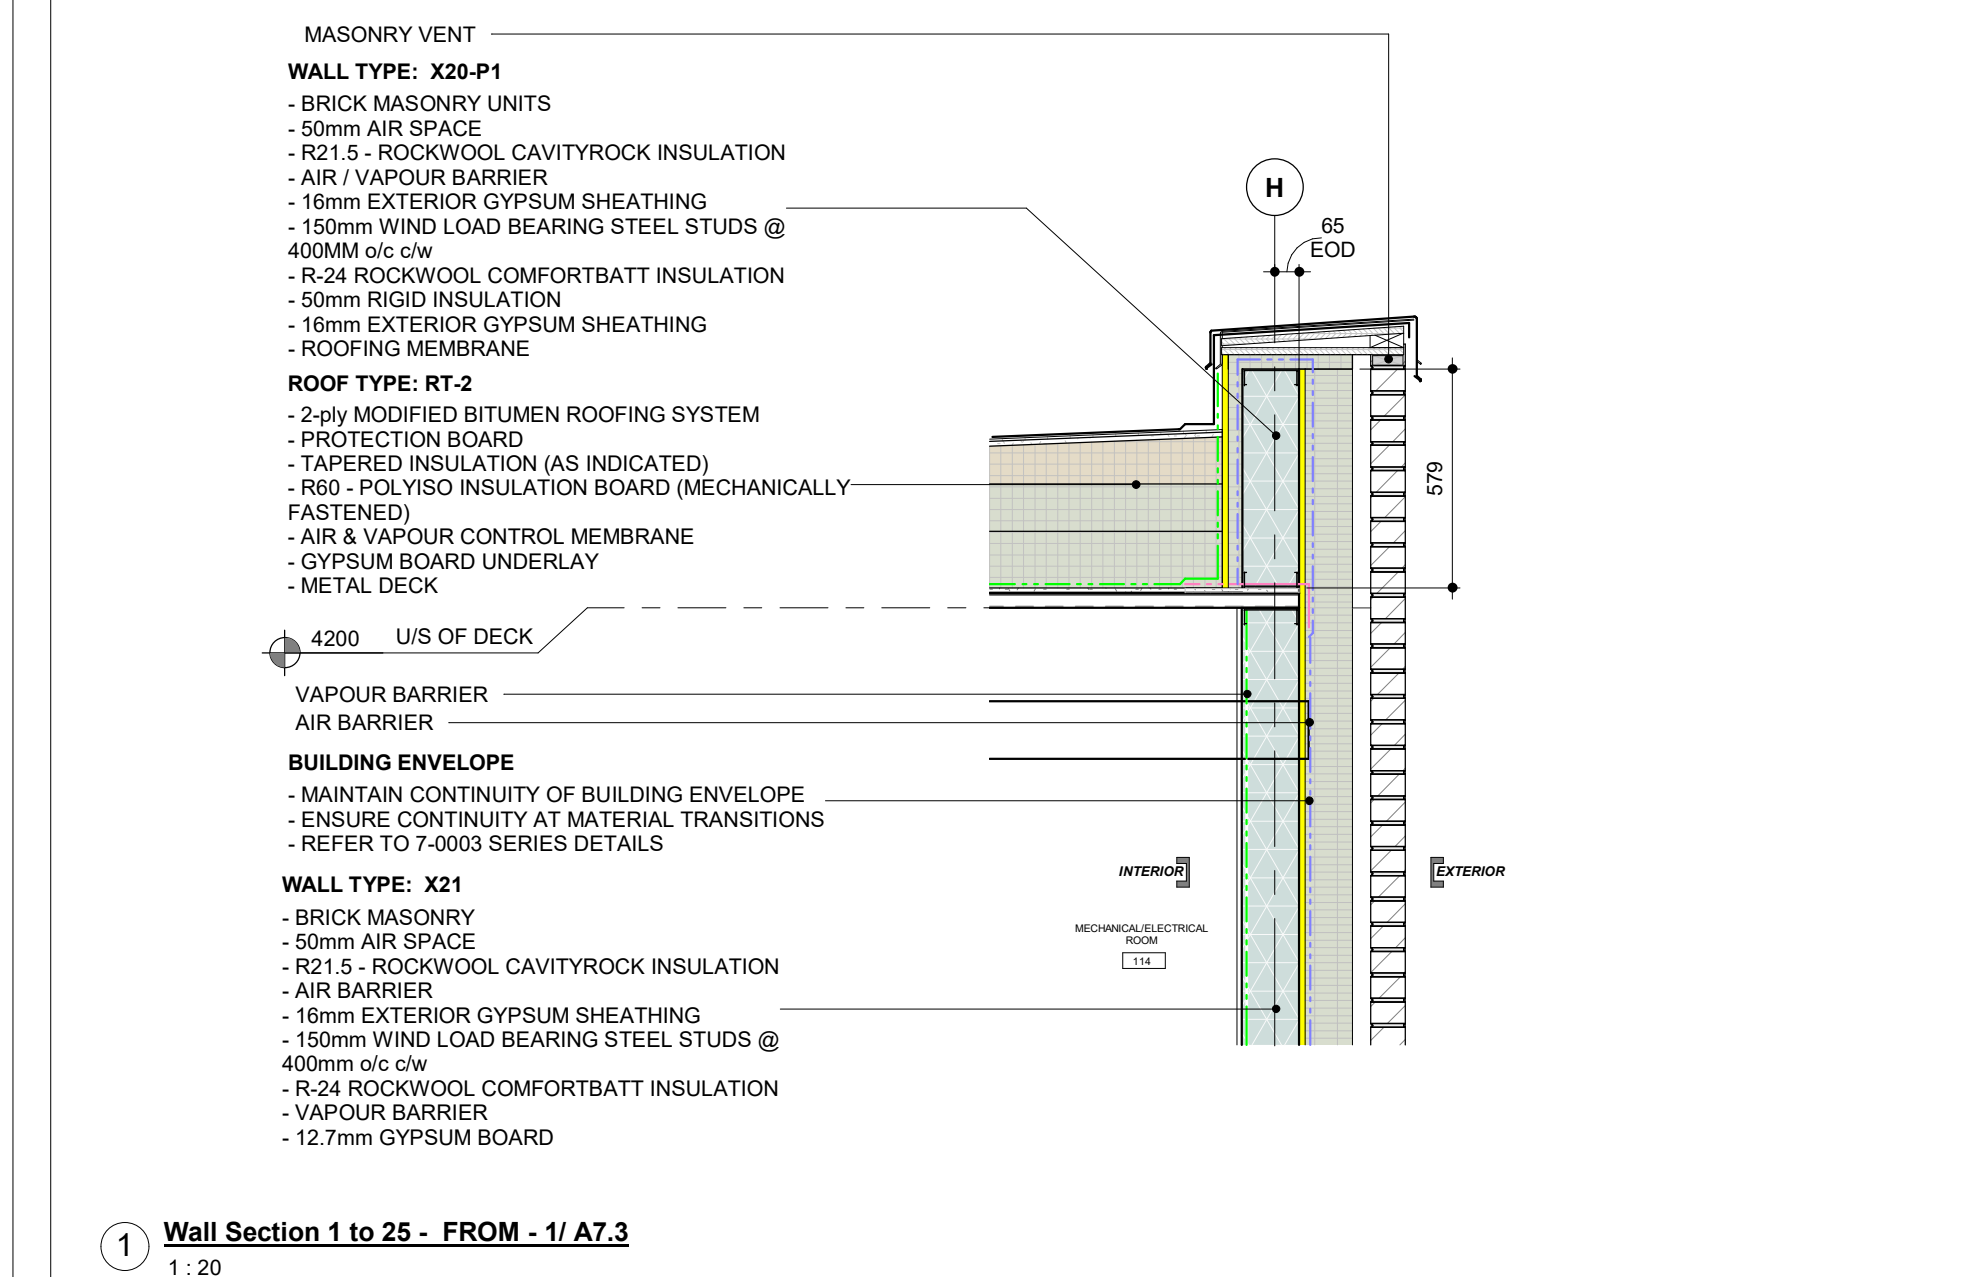 MASONRY VENT
WALL TYPE: X20-P1
- BRICK MASONRY UNITS
- 50mm AIR SPACE
- R21.5 - ROCKWOOL CAVITYROCK INSULATION
- AIR / VAPOUR BARRIER
- 16mm EXTERIOR GYPSUM SHEATHING
- 150mm WIND LOAD BEARING STEEL STUDS @
400MM o/c c/w
- R-24 ROCKWOOL COMFORTBATT INSULATION
- 50mm RIGID INSULATION
- 16mm EXTERIOR GYPSUM SHEATHING
- ROOFING MEMBRANE
ROOF TYPE: RT-2
- 2-ply MODIFIED BITUMEN ROOFING SYSTEM
- PROTECTION BOARD
- TAPERED INSULATION (AS INDICATED)
- R60 - POLYISO INSULATION BOARD (MECHANICALLY
FASTENED)
- AIR & VAPOUR CONTROL MEMBRANE
- GYPSUM BOARD UNDERLAY
- METAL DECK
4200 U/S OF DECK
VAPOUR BARRIER
AIR BARRIER
BUILDING ENVELOPE
- MAINTAIN CONTINUITY OF BUILDING ENVELOPE
- ENSURE CONTINUITY AT MATERIAL TRANSITIONS
- REFER TO 7-0003 SERIES DETAILS
WALL TYPE: X21
- BRICK MASONRY
- 50mm AIR SPACE
- R21.5 - ROCKWOOL CAVITYROCK INSULATION
- AIR BARRIER
- 16mm EXTERIOR GYPSUM SHEATHING
- 150mm WIND LOAD BEARING STEEL STUDS @
400mm o/c c/w
- R-24 ROCKWOOL COMFORTBATT INSULATION
- VAPOUR BARRIER
- 12.7mm GYPSUM BOARD
H
65
EOD
579
INTERIOR
EXTERIOR
MECHANICAL/ELECTRICAL
ROOM
114
1 Wall Section 1 to 25 - FROM - 1/ A7.3
1 : 20